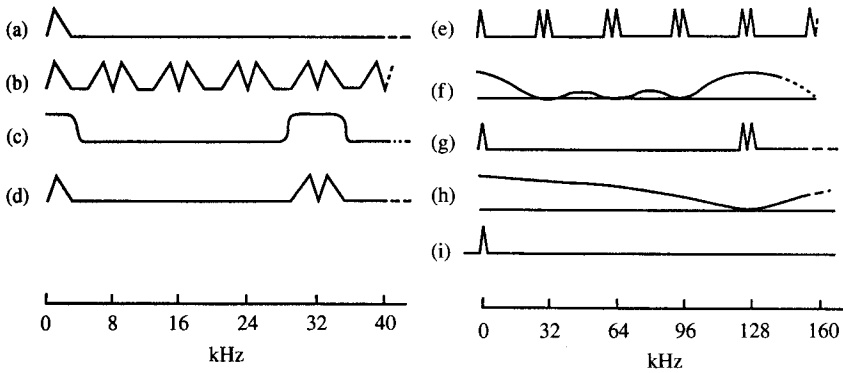 (a)
(b)
(c)
(d)
0 8 16 24 32 40
kHz
(e)
(f)
(g)
(h)
(i)
0 32 64 96 128 160
kHz